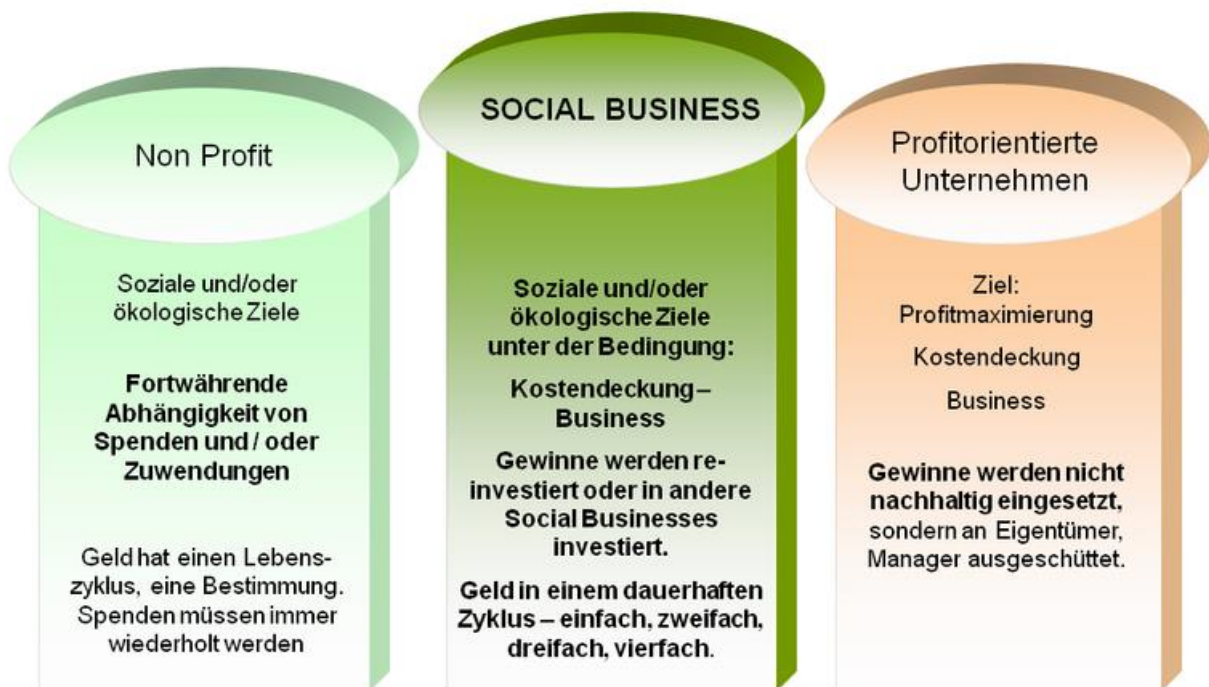 Non Profit
Soziale und/oder
ökologische Ziele
Fortwährende
Abhängigkeit von
Spenden und / oder
Zuwendungen
Geld hat einen Lebens-
zyklus, eine Bestimmung.
Spenden müssen immer
wiederholt werden
SOCIAL BUSINESS
Soziale und/oder
ökologische Ziele
unter der Bedingung:
Kostendeckung –
Business
Gewinne werden re-
investiert oder in andere
Social Businesses
investiert.
Geld in einem dauerhaften
Zyklus – einfach, zweifach,
dreifach, vierfach.
Profitorientierte
Unternehmen
Ziel:
Profitmaximierung
Kostendeckung
Business
Gewinne werden nicht
nachhaltig eingesetzt,
sondern an Eigentümer,
Manager ausgeschüttet.